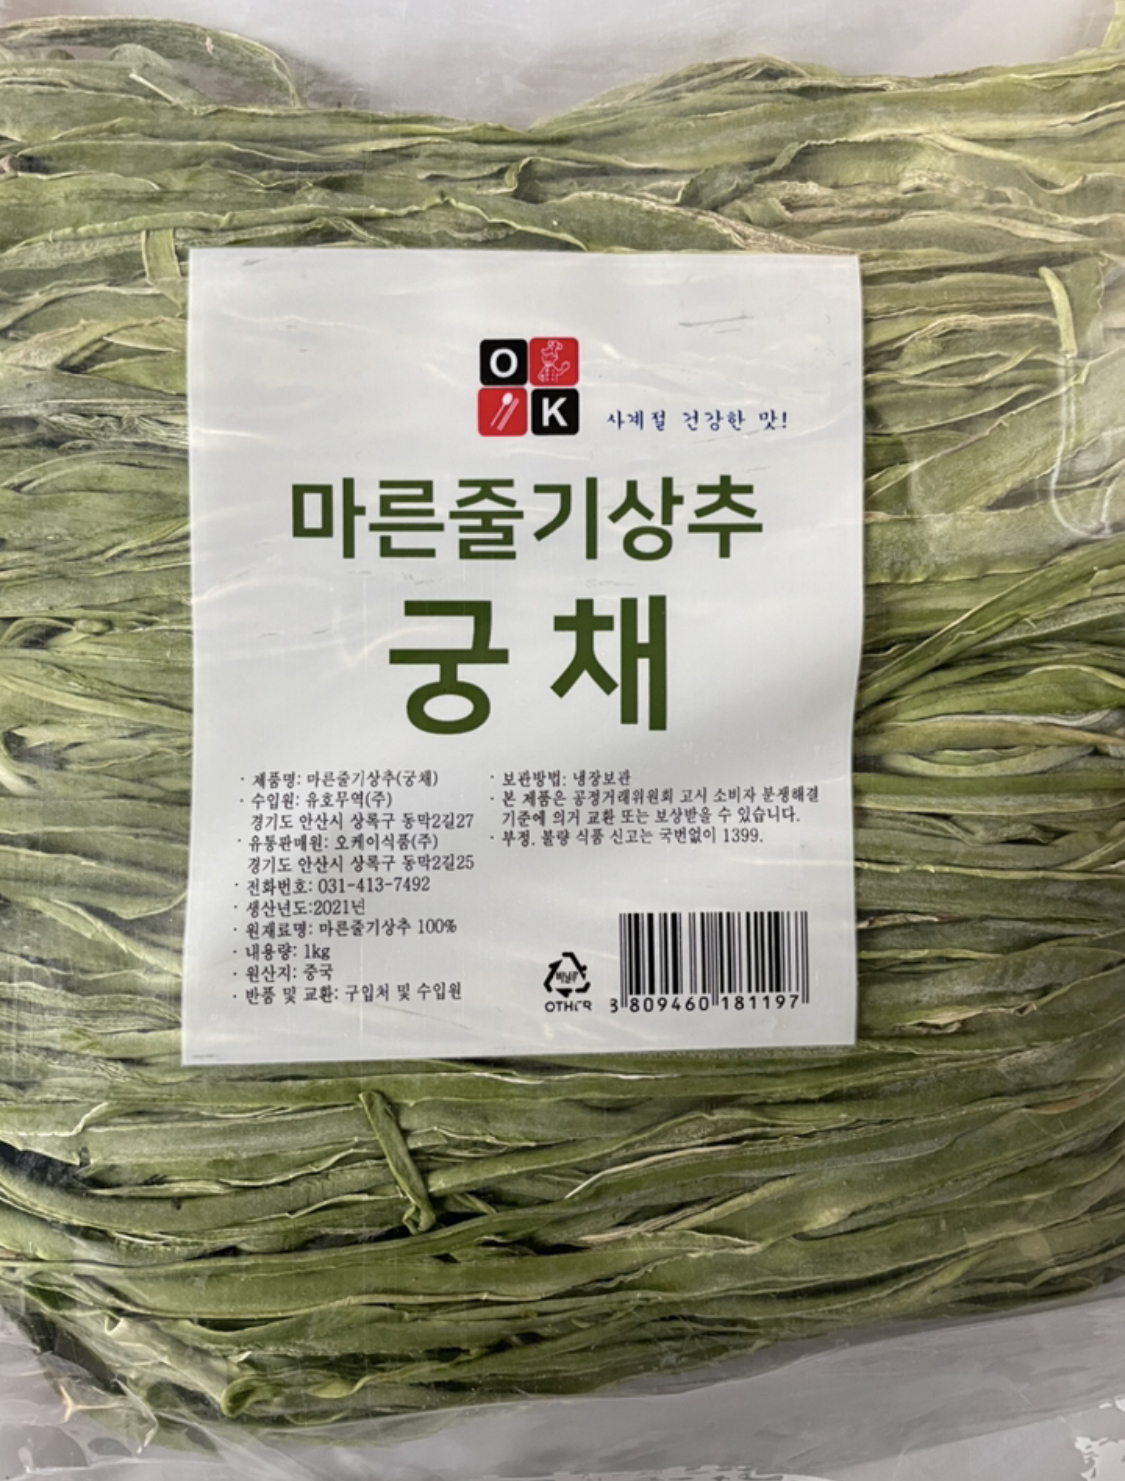 O
K
사계절 건강한 맛!
마른줄기상추
궁채
· 제품명: 마른줄기상추(궁채)
· 수입원: 유호무역(주)
경기도 안산시 상록구 동막2길27
· 유통판매원: 오케이식품(주)
경기도 안산시 상록구 동막2길25
· 전화번호: 031-413-7492
· 생산년도:2021년
· 원재료명: 마른줄기상추 100%
· 내용량: 1kg
· 원산지: 중국
· 반품 및 교환: 구입처 및 수입원
· 보관방법: 냉장보관
· 본 제품은 공정거래위원회 고시 소비자 분쟁해결
기준에 의거 교환 또는 보상받을 수 있습니다.
· 부정, 불량 식품 신고는 국번없이 1399.
비닐류
OTHER
8 809460 181197